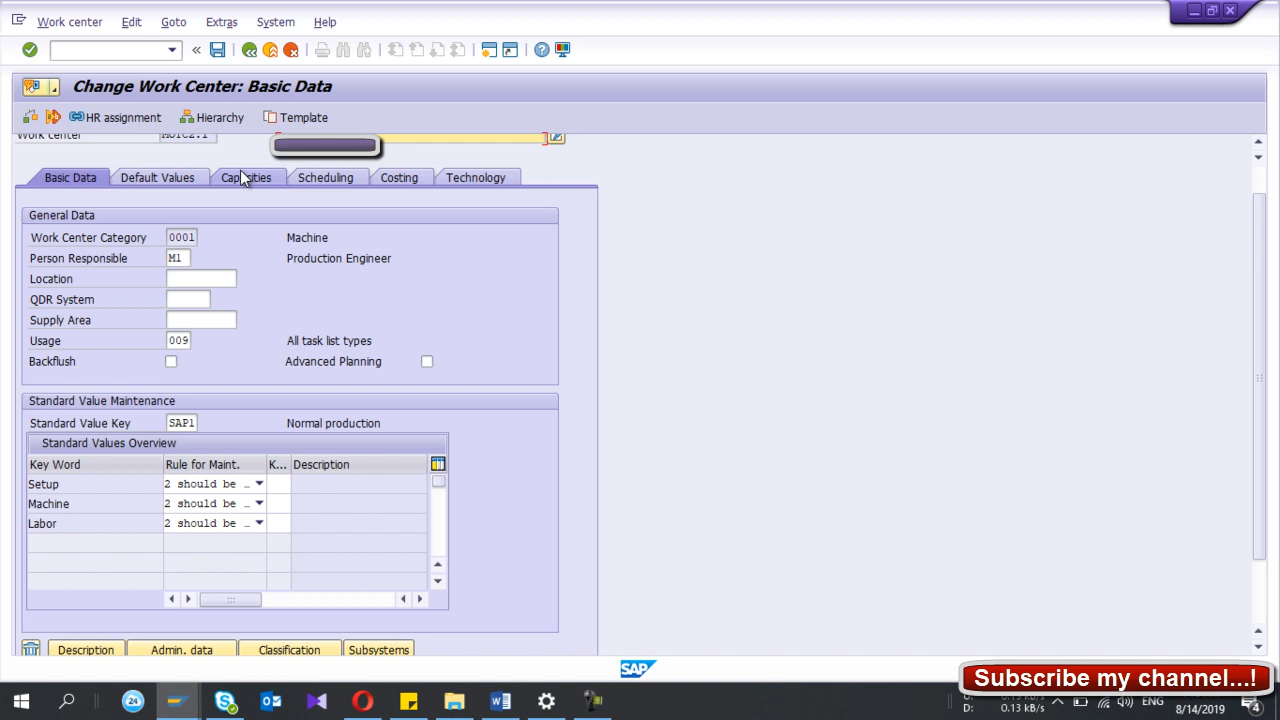 Work center Edit Goto Extras System Help
Change Work Center: Basic Data
HR assignment Hierarchy Template
Work center
Basic Data Default Values Capacities Scheduling Costing Technology
General Data
Work Center Category 0001 Machine
Person Responsible M1 Production Engineer
Location
QDR System
Supply Area
Usage 009 All task list types
Backflush Advanced Planning
Standard Value Maintenance
Standard Value Key SAP1 Normal production
Standard Values Overview
Key Word Rule for Maint. K... Description
Setup 2 should be ...
Machine 2 should be ...
Labor 2 should be ...
Description Admin. data Classification Subsystems
SAP
Subscribe my channel...!
24
D: 0.13 kB/s
ENG
8/14/2019
4